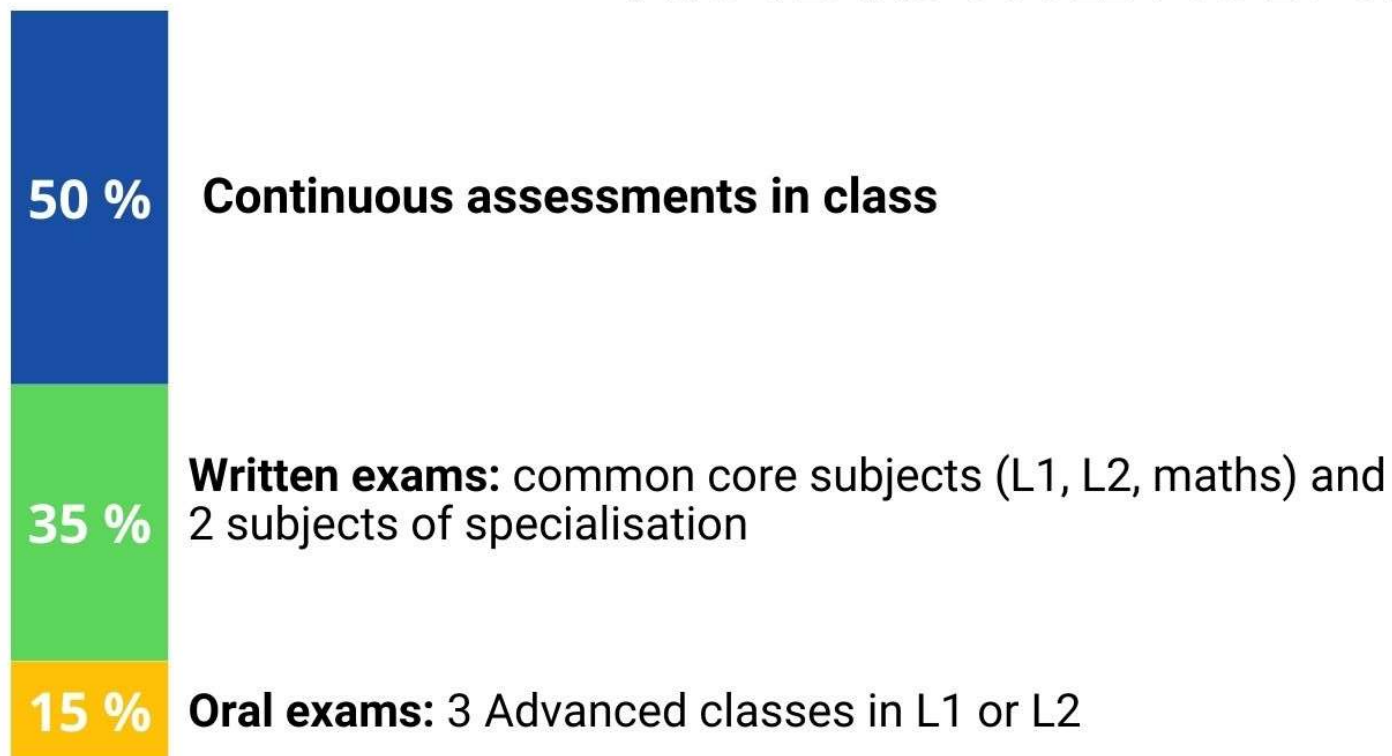 50 %
Continuous assessments in class
35 %
Written exams: common core subjects (L1, L2, maths) and
2 subjects of specialisation
15 %
Oral exams: 3 Advanced classes in L1 or L2